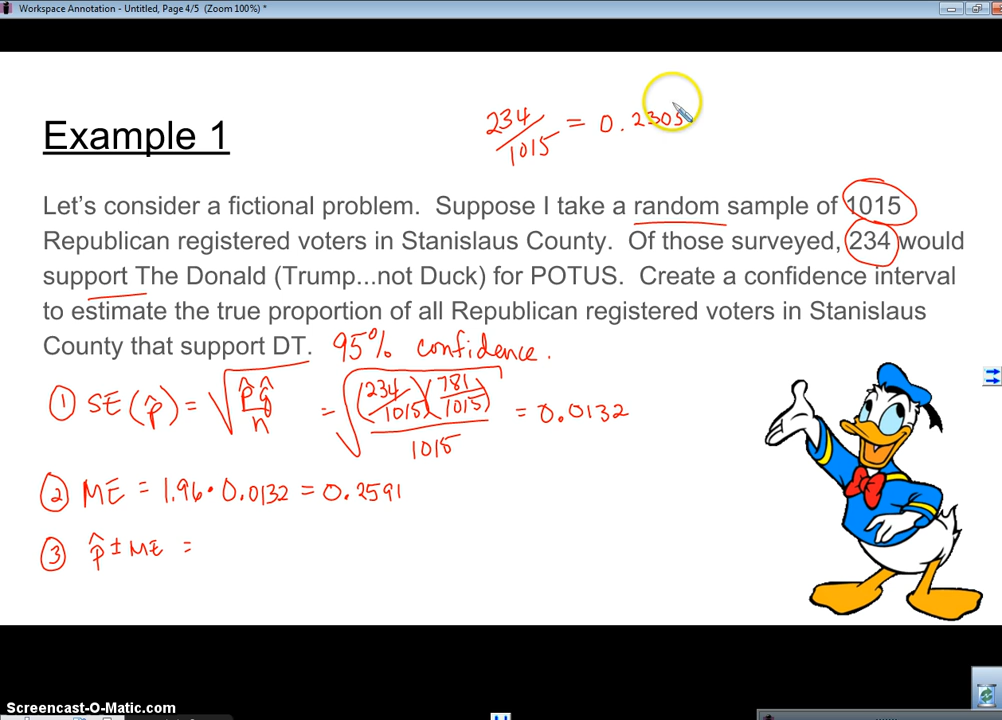 Workspace Annotation - Untitled, Page 4/5 (Zoom 100%) *
234/1015 = 0.2305
Example 1
Let's consider a fictional problem. Suppose I take a random sample of 1015
Republican registered voters in Stanislaus County. Of those surveyed, 234 would
support The Donald (Trump...not Duck) for POTUS. Create a confidence interval
to estimate the true proportion of all Republican registered voters in Stanislaus
County that support DT. 95% confidence.
① SE(p̂) = √(p̂q̂/n) = √((234/1015)(781/1015)/1015) = 0.0132
② ME = 1.96 · 0.0132 = 0.2591
③ p̂ ± ME =
Screencast-O-Matic.com